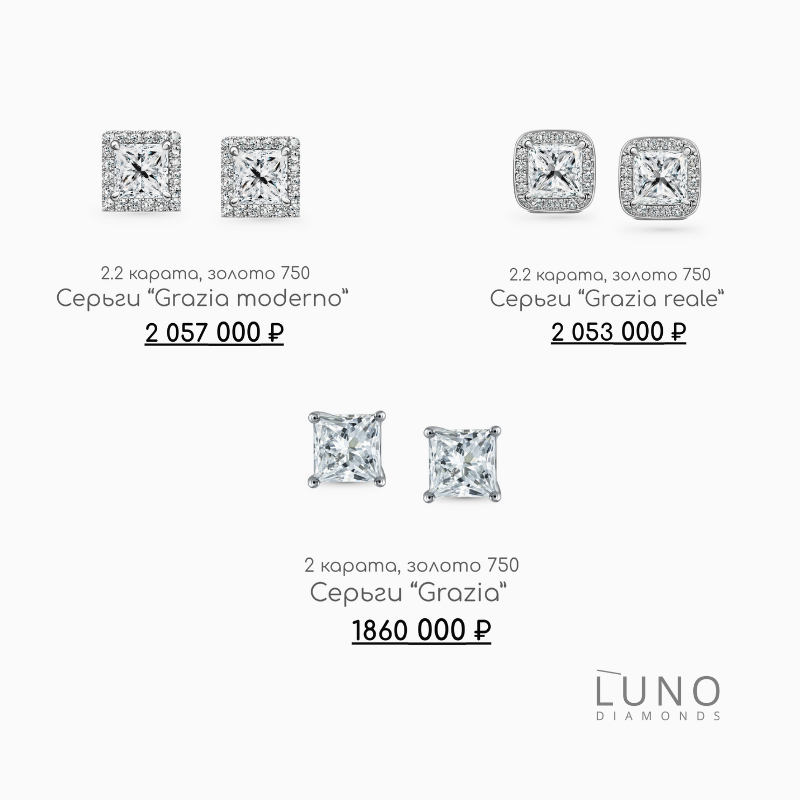 2.2 карата, золото 750
Серьги “Grazia moderno”
2 057 000 ₽
2.2 карата, золото 750
Серьги “Grazia reale”
2 053 000 ₽
2 карата, золото 750
Серьги “Grazia”
1860 000 ₽
LUNO
DIAMONDS